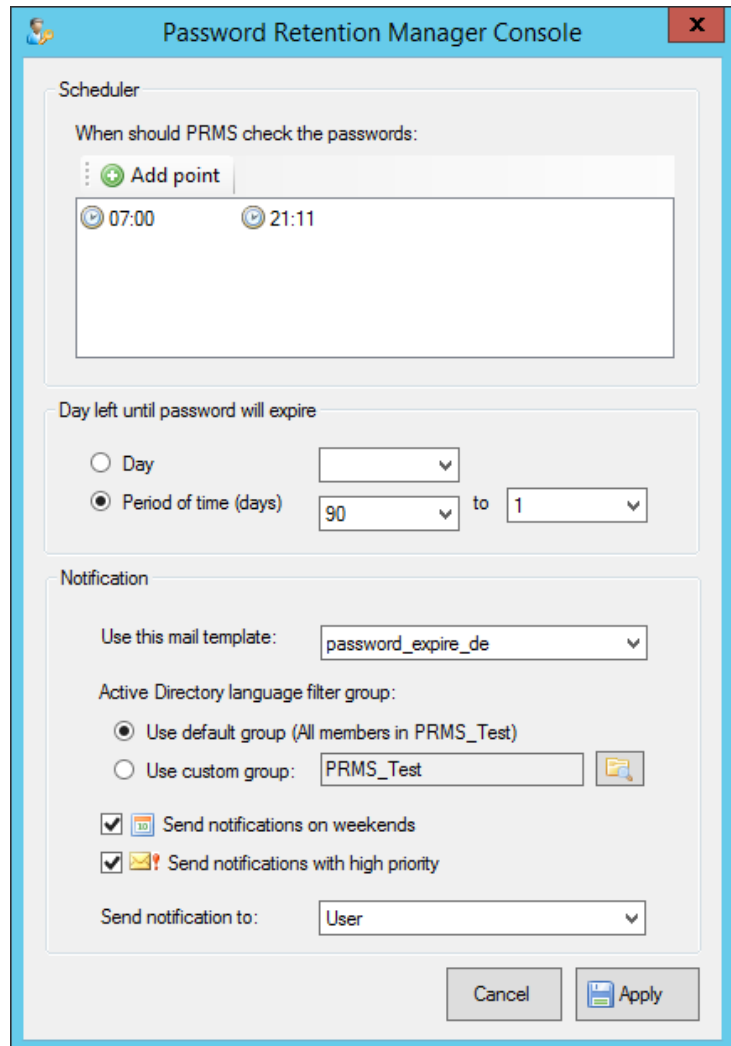 Password Retention Manager Console
x
Scheduler
When should PRMS check the passwords:
Add point
07:00 21:11
Day left until password will expire
Day
Period of time (days) 90 to 1
Notification
Use this mail template: password_expire_de
Active Directory language filter group:
Use default group (All members in PRMS_Test)
Use custom group: PRMS_Test
10 Send notifications on weekends
Send notifications with high priority
Send notification to: User
Cancel Apply